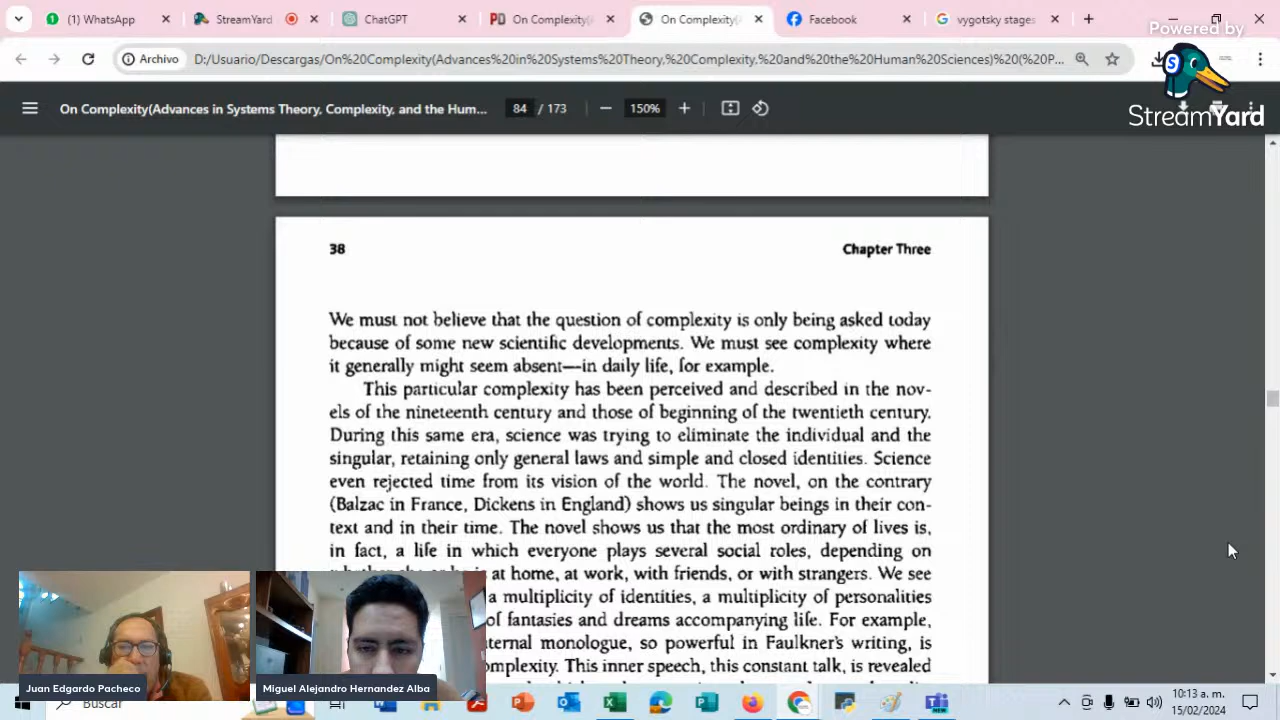 WhatsApp
StreamYard
ChatGPT
On Complexity(
On Complexity(
Facebook
vygotsky stages
Powered by
Archivo
D:/Usuario/Descargas/On%20Complexity(Advances%20in%20Systems%20Theory,%20Complexity,%20and%20the%20Human%20Sciences)%20(%20P...
StreamYard
On Complexity(Advances in Systems Theory, Complexity, and the Hum...
84 / 173
150%
38
Chapter Three
We must not believe that the question of complexity is only being asked today
because of some new scientific developments. We must see complexity where
it generally might seem absent—in daily life, for example.
This particular complexity has been perceived and described in the nov-
els of the nineteenth century and those of beginning of the twentieth century.
During this same era, science was trying to eliminate the individual and the
singular, retaining only general laws and simple and closed identities. Science
even rejected time from its vision of the world. The novel, on the contrary
(Balzac in France, Dickens in England) shows us singular beings in their con-
text and in their time. The novel shows us that the most ordinary of lives is,
in fact, a life in which everyone plays several social roles, depending on
at home, at work, with friends, or with strangers. We see
a multiplicity of identities, a multiplicity of personalities
of fantasies and dreams accompanying life. For example,
ternal monologue, so powerful in Faulkner's writing, is
omplexity. This inner speech, this constant talk, is revealed
Juan Edgardo Pacheco
Miguel Alejandro Hernandez Alba
Buscar
10:13 a. m.
15/02/2024